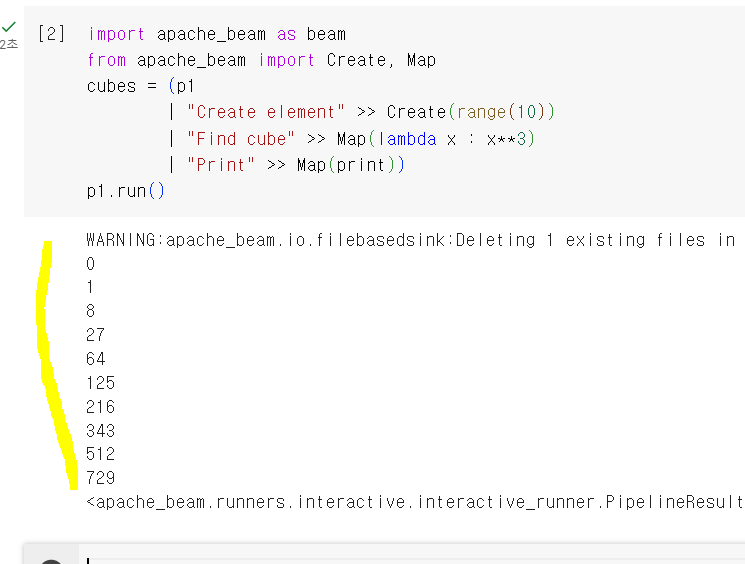 [2] import apache_beam as beam
2초 from apache_beam import Create, Map
cubes = (p1
| "Create element" >> Create(range(10))
| "Find cube" >> Map(lambda x : x**3)
| "Print" >> Map(print))
p1.run()
WARNING:apache_beam.io.filebasedsink:Deleting 1 existing files in
0
1
8
27
64
125
216
343
512
729
<apache_beam.runners.interactive.interactive_runner.PipelineResult